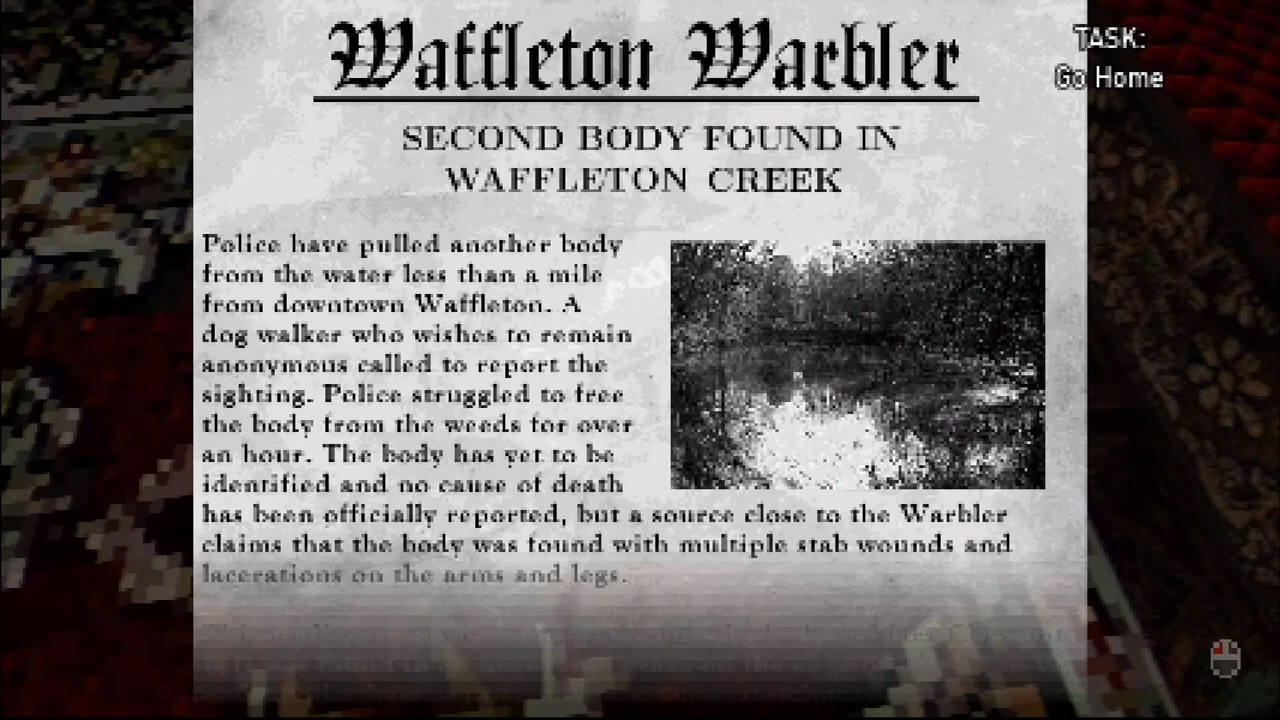 Waffleton Warbler
TASK:
Go Home
SECOND BODY FOUND IN
WAFFLETON CREEK
Police have pulled another body
from the water less than a mile
from downtown Waffleton. A
dog walker who wishes to remain
anonymous called to report the
sighting. Police struggled to free
the body from the weeds for over
an hour. The body has yet to be
identified and no cause of death
has been officially reported, but a source close to the Warbler
claims that the body was found with multiple stab wounds and
lacerations on the arms and legs.